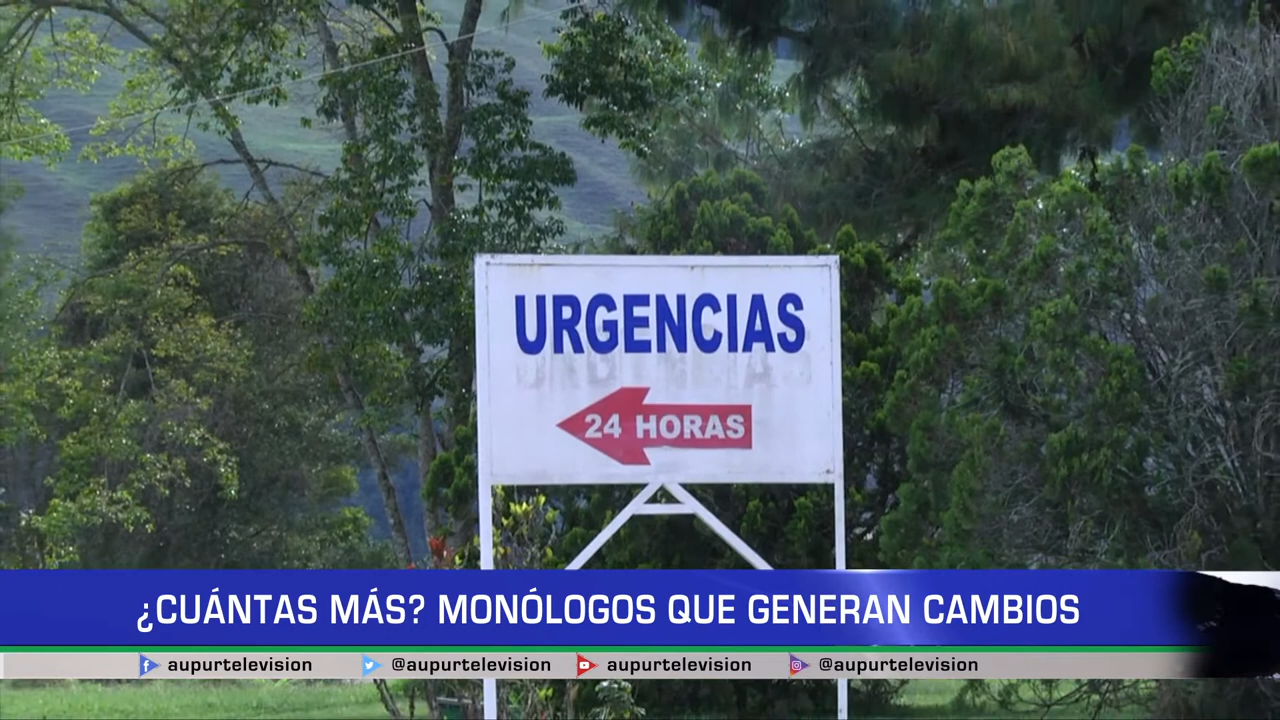 URGENCIAS
24 HORAS
¿CUÁNTAS MÁS? MONÓLOGOS QUE GENERAN CAMBIOS
aupurtelevision @aupurtelevision aupurtelevision @aupurtelevision